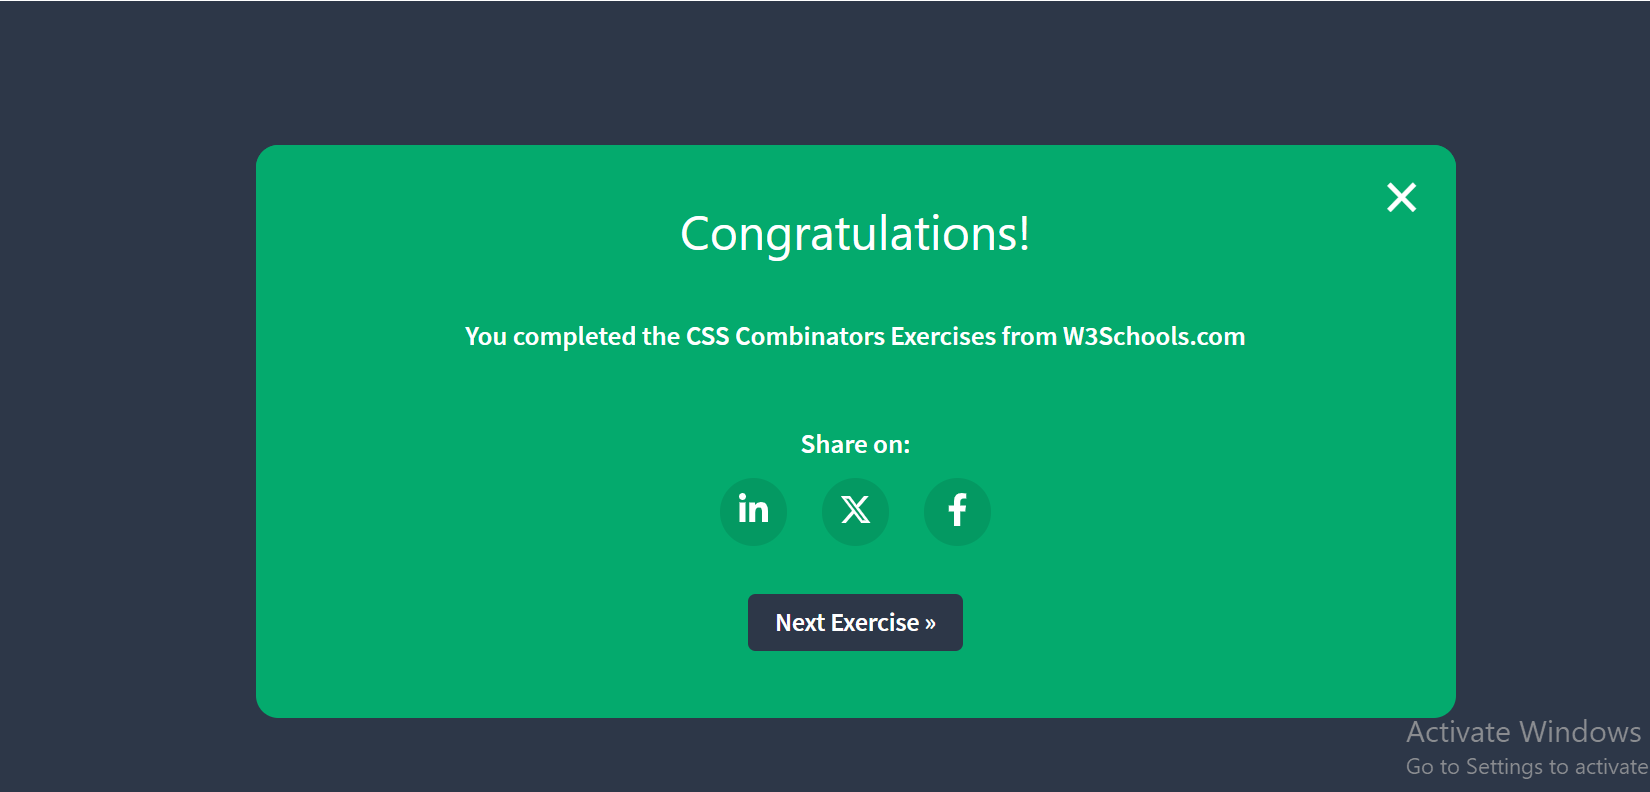 Congratulations!
You completed the CSS Combinators Exercises from W3Schools.com
Share on:
in
X
f
Next Exercise »
Activate Windows
Go to Settings to activate